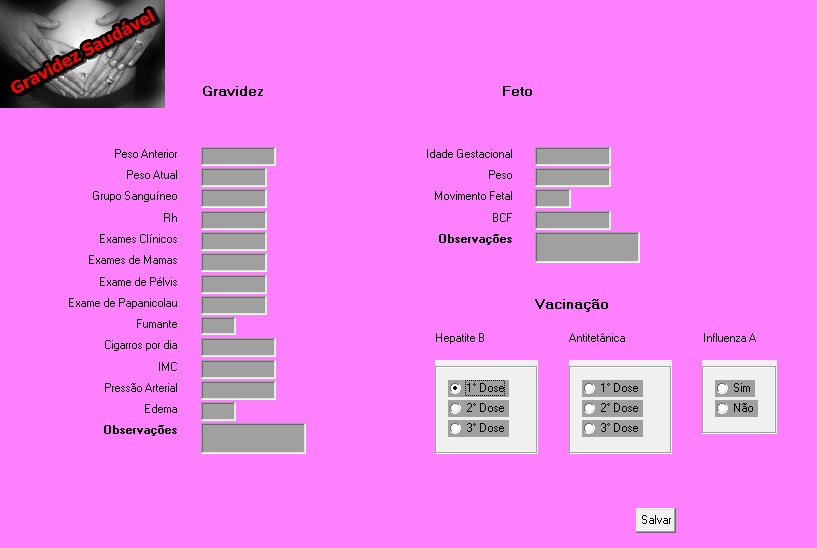 Gravidez Saudável
Gravidez
Peso Anterior
Peso Atual
Grupo Sanguíneo
Rh
Exames Clínicos
Exames de Mamas
Exame de Pélvis
Exame de Papanicolau
Fumante
Cigarros por dia
IMC
Pressão Arterial
Edema
Observações
Feto
Idade Gestacional
Peso
Movimento Fetal
BCF
Observações
Vacinação
Hepatite B
1° Dose
2° Dose
3° Dose
Antitetânica
1° Dose
2° Dose
3° Dose
Influenza A
Sim
Não
Salvar